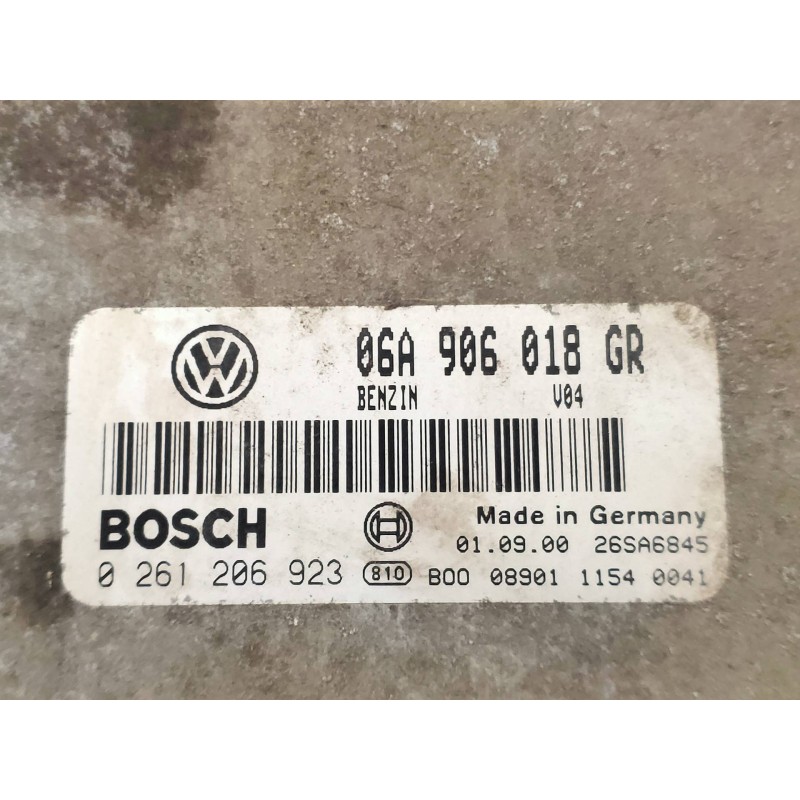 06A 906 018 GR
BENZIN V04
BOSCH
Made in Germany
01.09.00 26SA6845
0 261 206 923 810 B00 08901 1154 0041